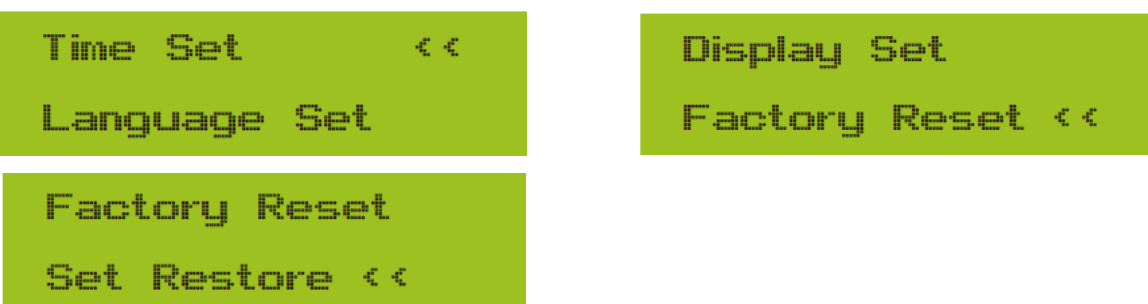 Time Set <<
Language Set
Display Set
Factory Reset <<
Factory Reset
Set Restore <<